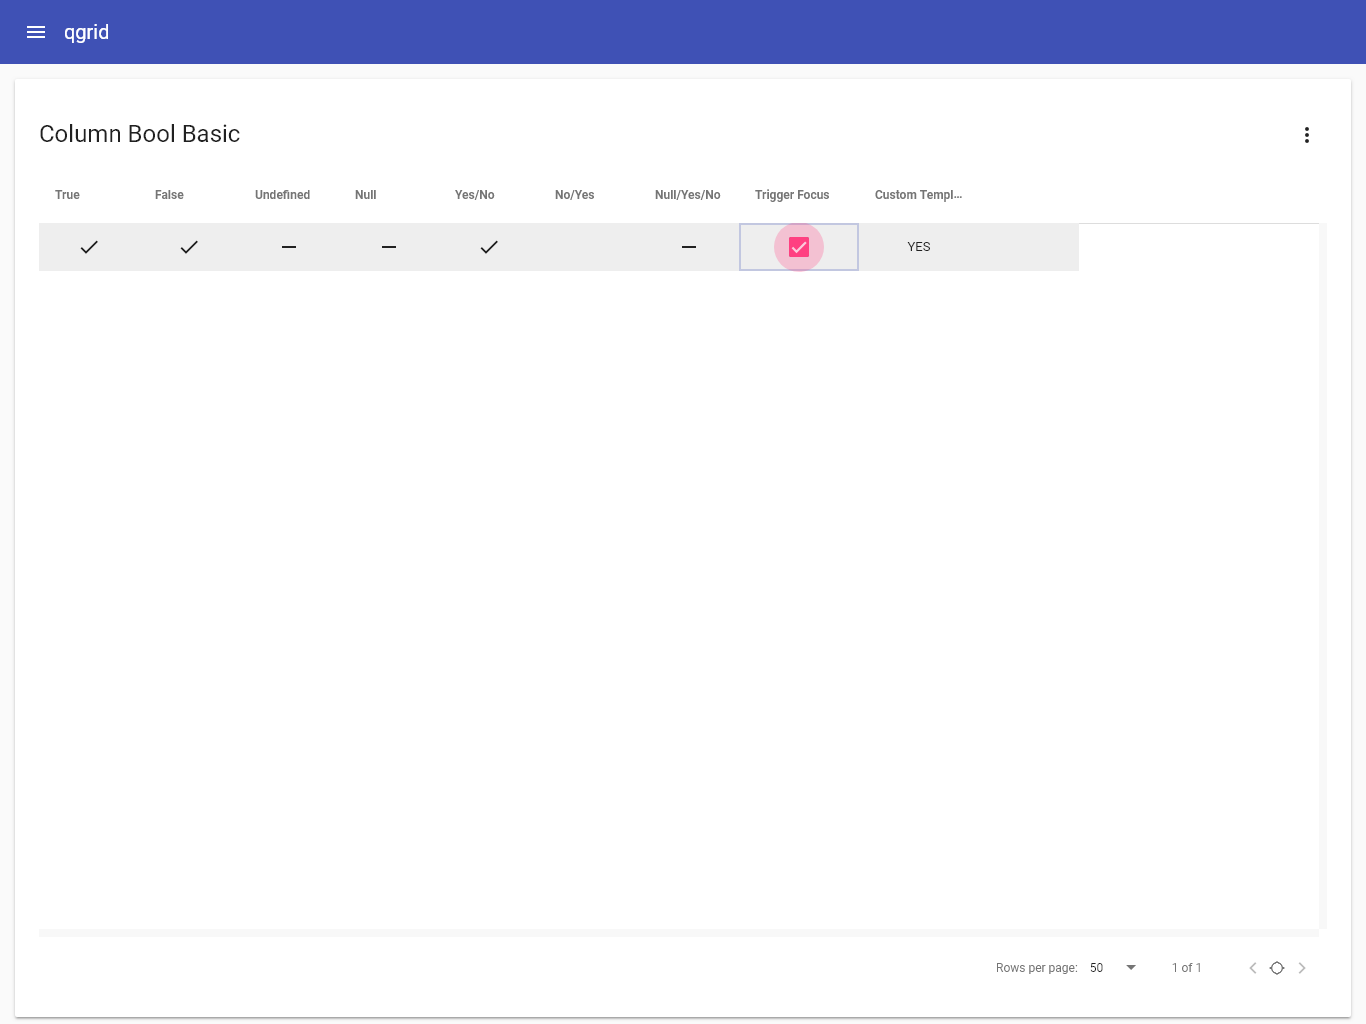 qgrid
Column Bool Basic
True False Undefined Null Yes/No No/Yes Null/Yes/No Trigger Focus Custom Templ...
YES
Rows per page: 50 1 of 1